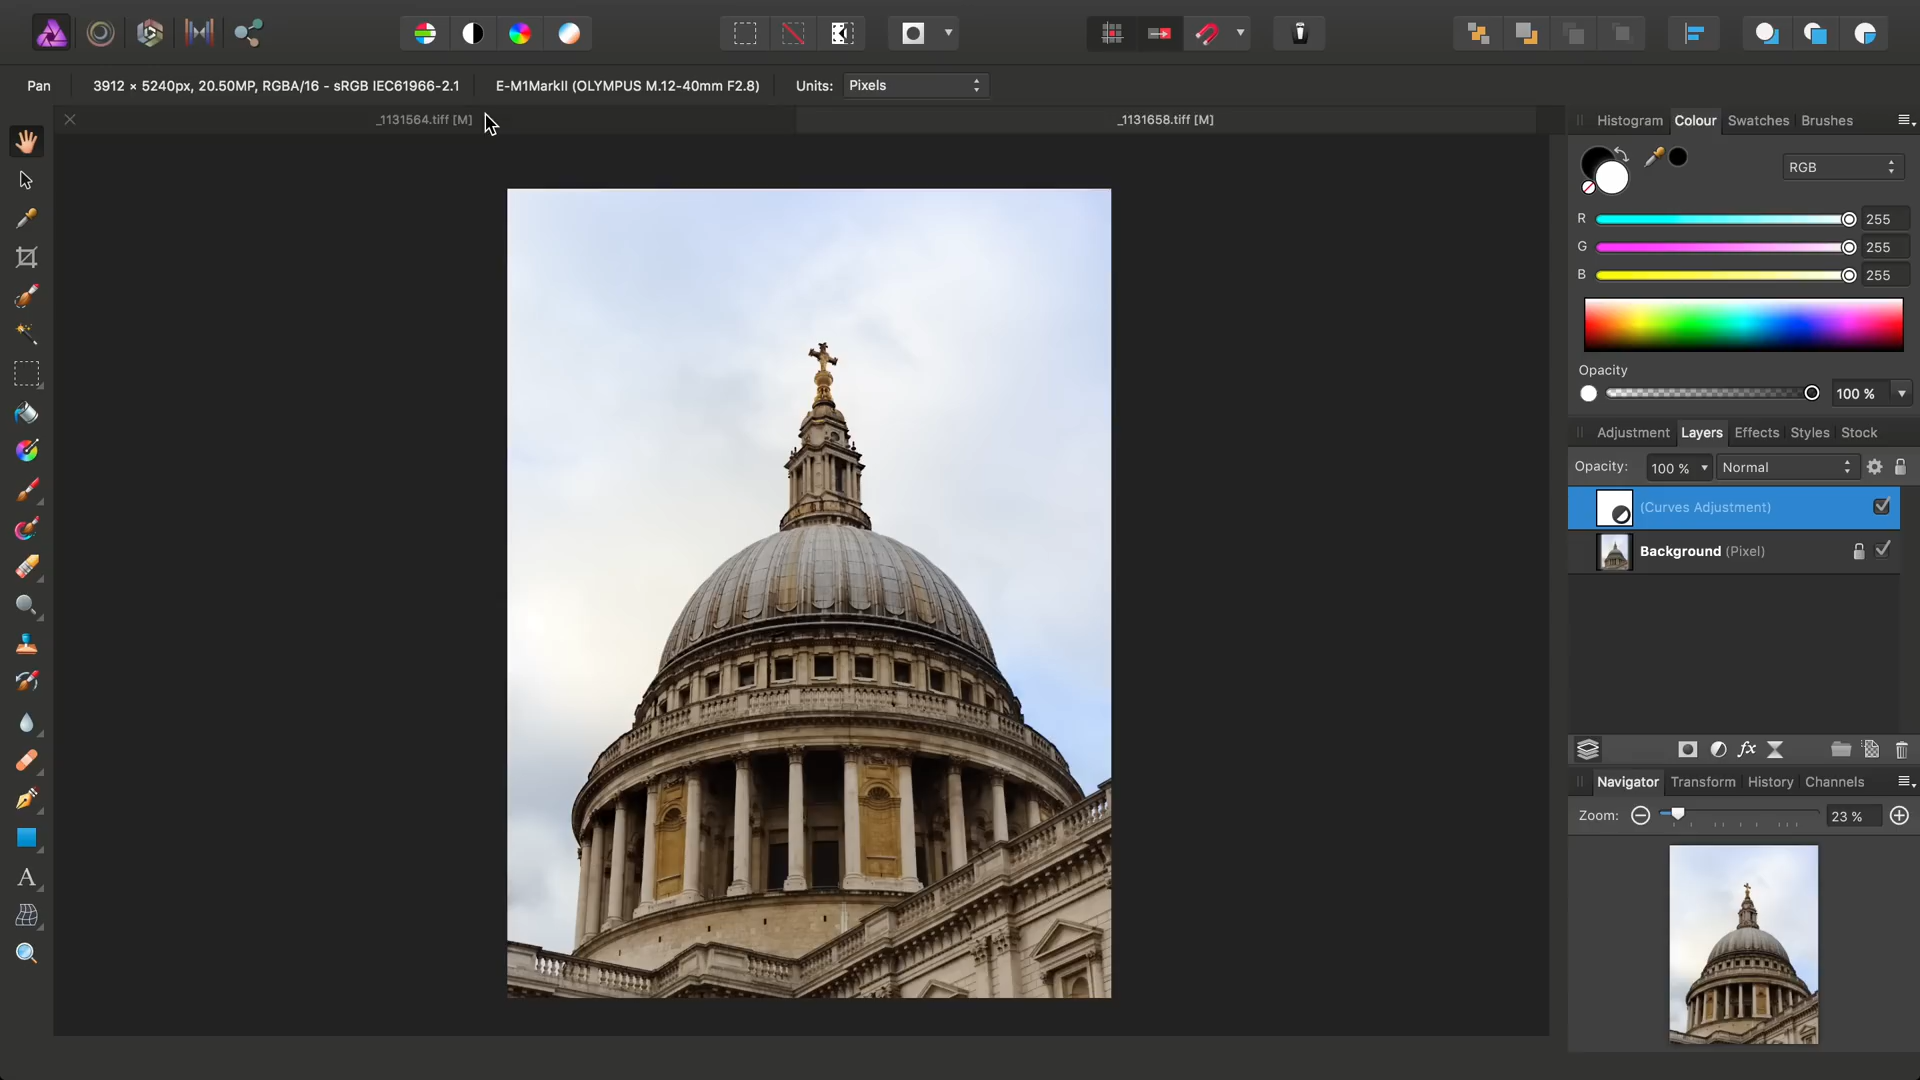 Pan
3912 × 5240px, 20.50MP, RGBA/16 - sRGB IEC61966-2.1
E-M1MarkII (OLYMPUS M.12-40mm F2.8)
Units:
Pixels
_1131564.tiff [M]
_1131658.tiff [M]
Histogram
Colour
Swatches
Brushes
RGB
R
255
G
255
B
255
Opacity
100 %
Adjustment
Layers
Effects
Styles
Stock
Opacity:
100 %
Normal
(Curves Adjustment)
Background (Pixel)
fx
Navigator
Transform
History
Channels
Zoom:
23 %
A